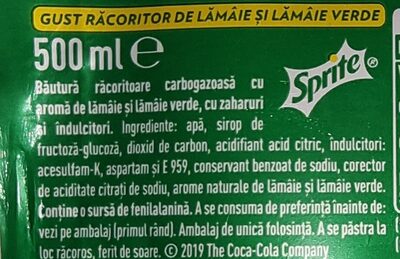 GUST RĂCORITOR DE LĂMÂIE ȘI LĂMÂIE VERDE
500 ml ℮
Sprite®
Băutură răcoritoare carbogazoasă cu
aromă de lămâie și lămâie verde, cu zaharuri
și îndulcitori. Ingrediente: apă, sirop de
fructoză-glucoză, dioxid de carbon, acidifiant acid citric, îndulcitori:
acesulfam-K, aspartam și E 959, conservant benzoat de sodiu, corector
de aciditate citrați de sodiu, arome naturale de lămâie și lămâie verde.
Conține o sursă de fenilalanină. A se consuma de preferință înainte de:
vezi pe ambalaj (primul rând). Ambalaj de unică folosință. A se păstra la
loc răcoros, ferit de soare. © 2019 The Coca-Cola Company